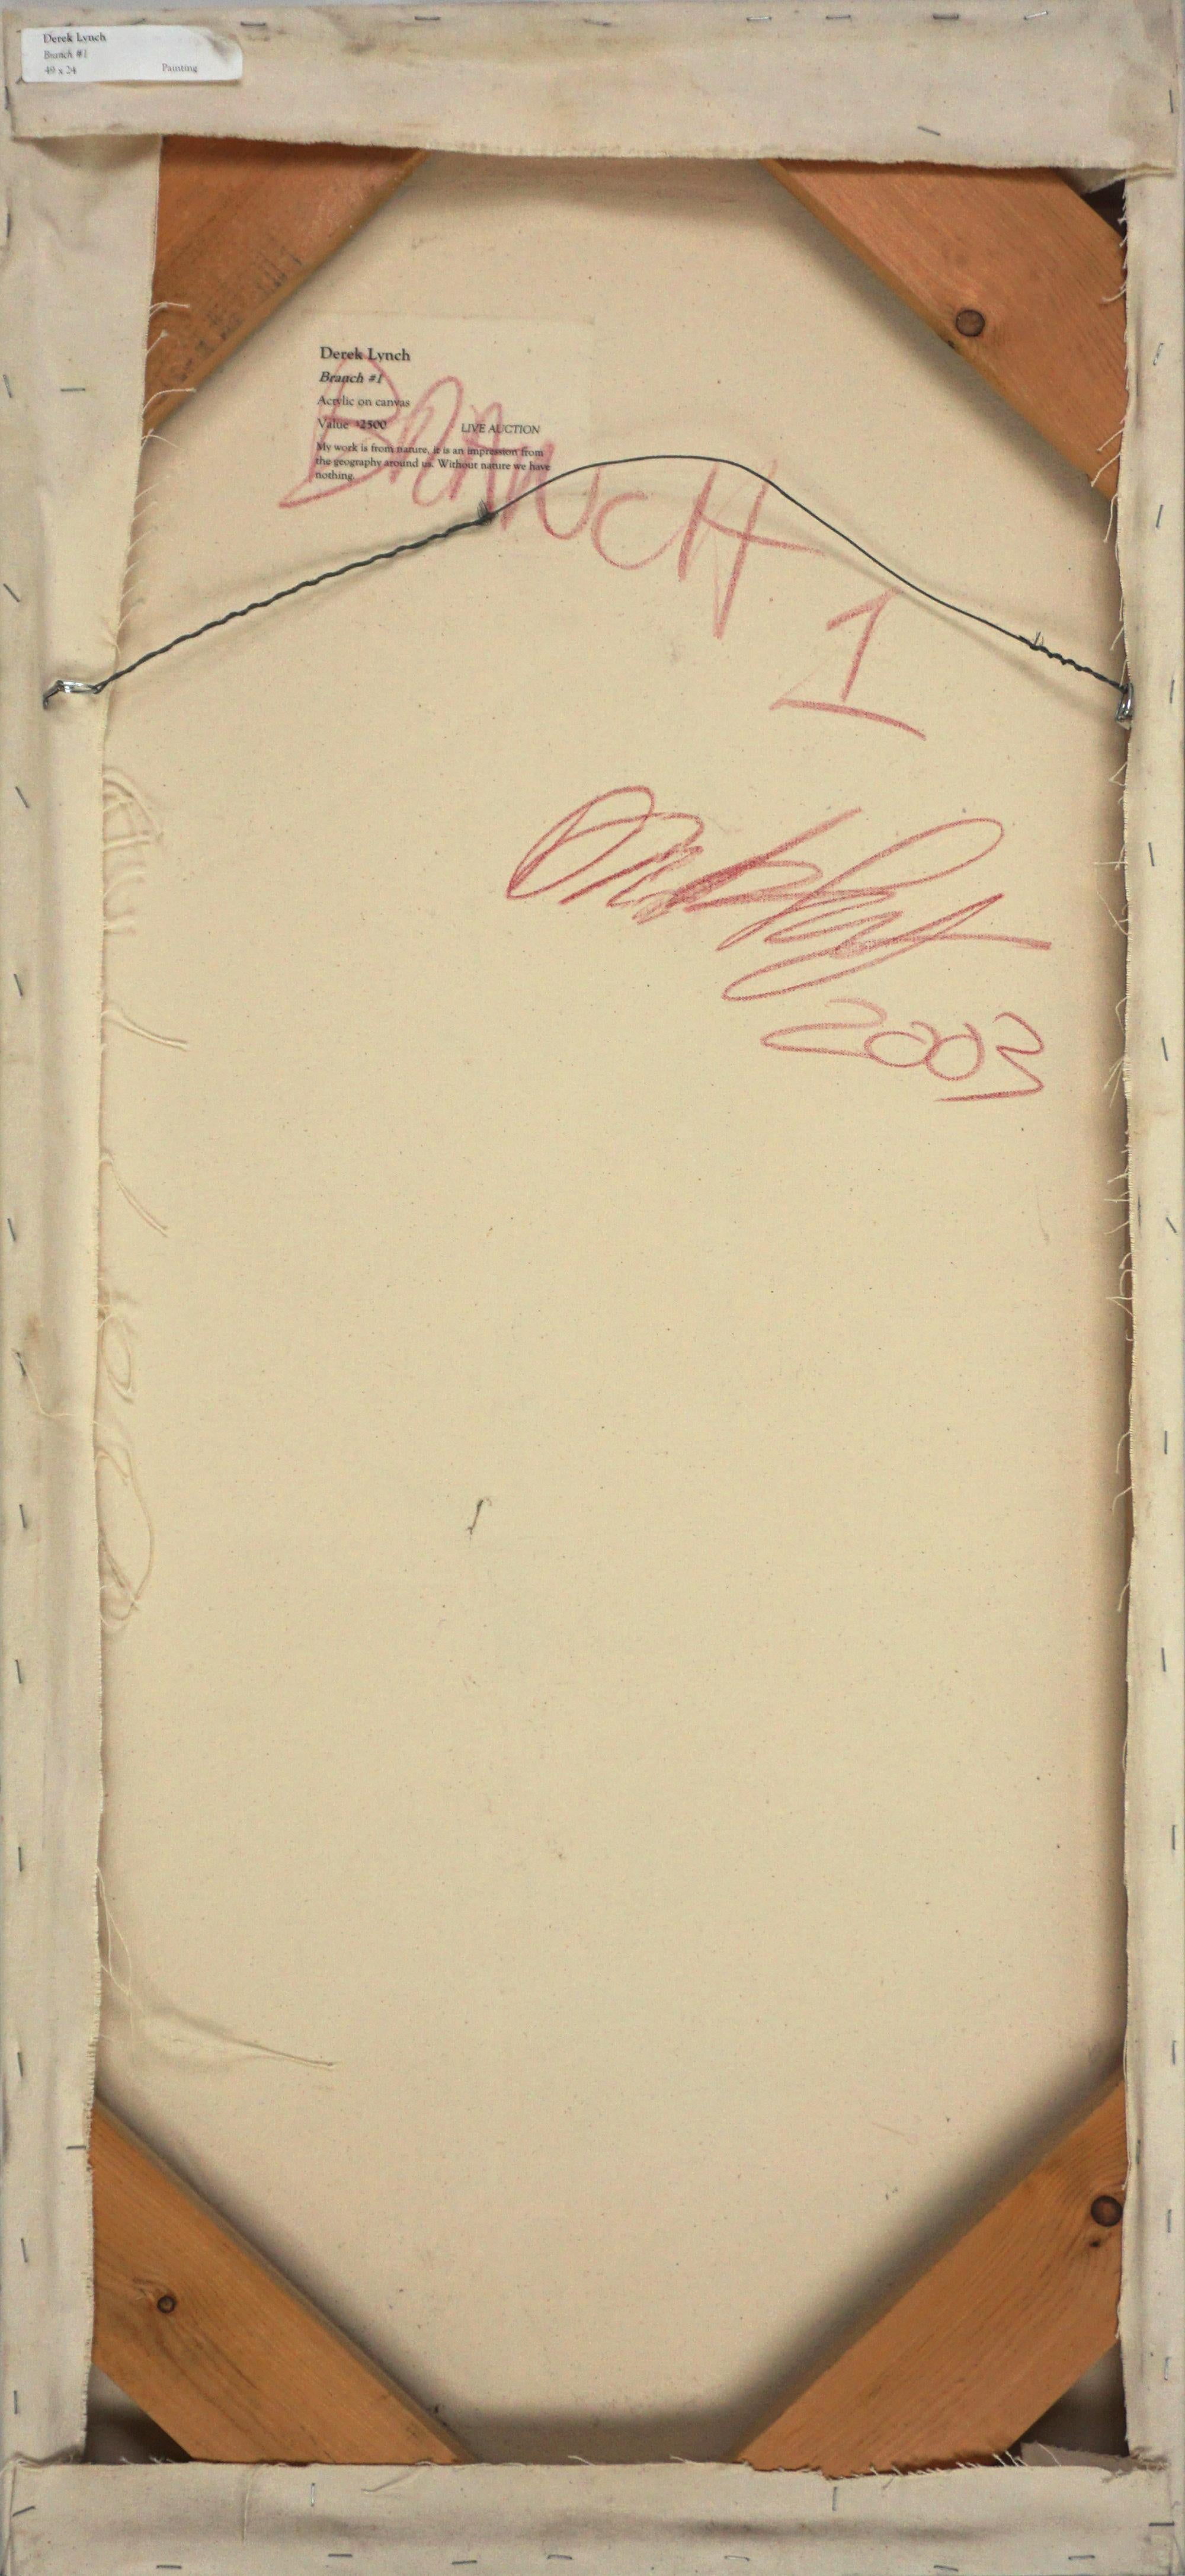 Derek Lynch
Branch #1
49 x 24 Painting
Derek Lynch
Branch #1
Acrylic on canvas
Value $2500 LIVE AUCTION
My work is from nature, it is an impression from
the geography around us. Without nature we have
nothing.
BRANCH
1
2003